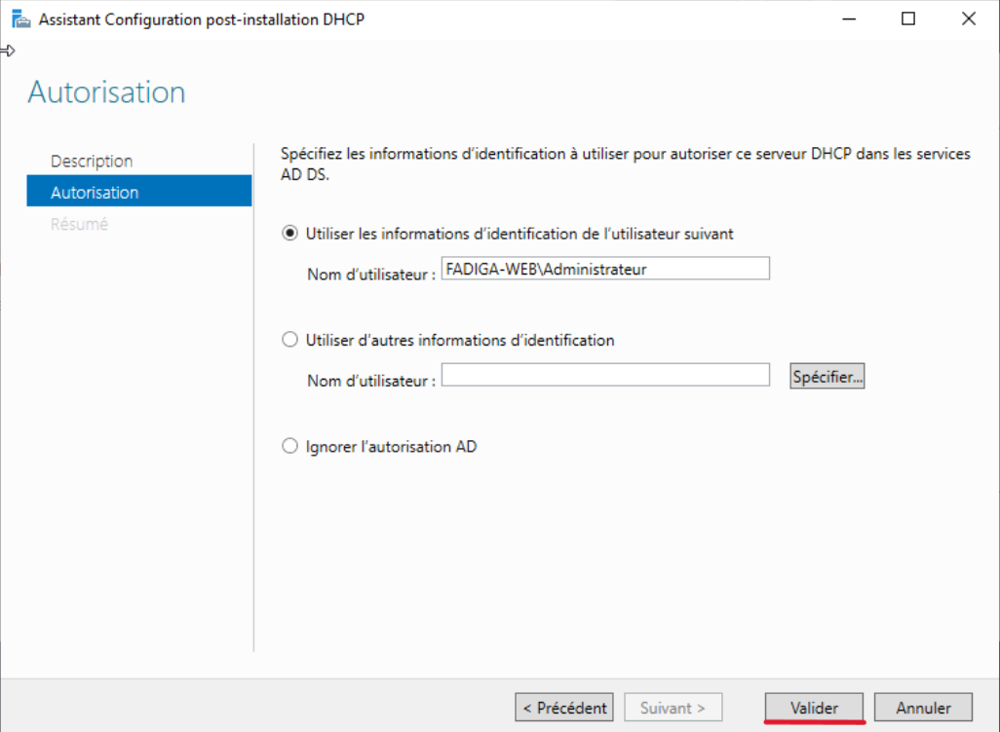 Assistant Configuration post-installation DHCP
Autorisation
Description
Autorisation
Résumé
Spécifiez les informations d’identification à utiliser pour autoriser ce serveur DHCP dans les services
AD DS.
Utiliser les informations d’identification de l’utilisateur suivant
Nom d’utilisateur : FADIGA-WEB\Administrateur
Utiliser d’autres informations d’identification
Nom d’utilisateur :
Spécifier...
Ignorer l’autorisation AD
< Précédent
Suivant >
Valider
Annuler